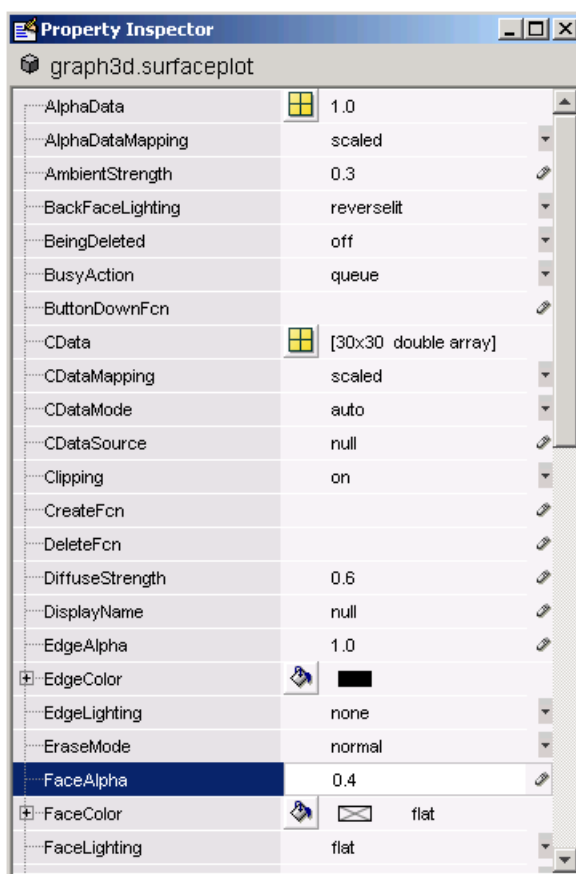 Property Inspector
graph3d.surfaceplot
AlphaData 1.0
AlphaDataMapping scaled
AmbientStrength 0.3
BackFaceLighting reverselit
BeingDeleted off
BusyAction queue
ButtonDownFcn
CData [30x30 double array]
CDataMapping scaled
CDataMode auto
CDataSource null
Clipping on
CreateFcn
DeleteFcn
DiffuseStrength 0.6
DisplayName null
EdgeAlpha 1.0
EdgeColor
EdgeLighting none
EraseMode normal
FaceAlpha 0.4
FaceColor flat
FaceLighting flat